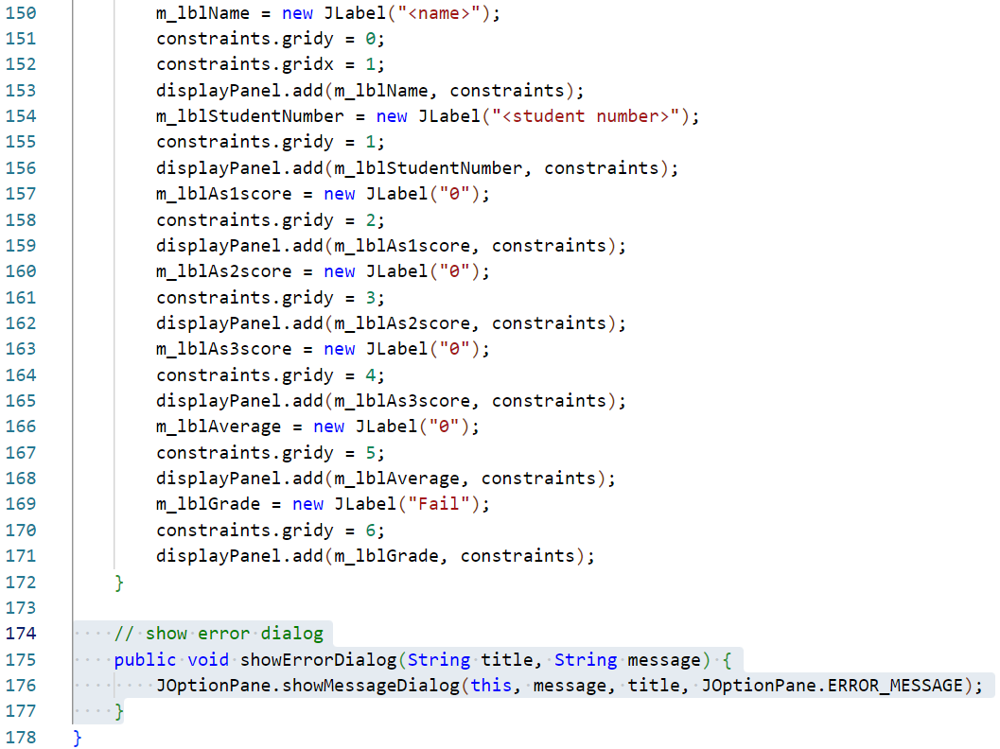 150 m_lblName = new JLabel("<name>");
151 constraints.gridy = 0;
152 constraints.gridx = 1;
153 displayPanel.add(m_lblName, constraints);
154 m_lblStudentNumber = new JLabel("<student number>");
155 constraints.gridy = 1;
156 displayPanel.add(m_lblStudentNumber, constraints);
157 m_lblAs1score = new JLabel("0");
158 constraints.gridy = 2;
159 displayPanel.add(m_lblAs1score, constraints);
160 m_lblAs2score = new JLabel("0");
161 constraints.gridy = 3;
162 displayPanel.add(m_lblAs2score, constraints);
163 m_lblAs3score = new JLabel("0");
164 constraints.gridy = 4;
165 displayPanel.add(m_lblAs3score, constraints);
166 m_lblAverage = new JLabel("0");
167 constraints.gridy = 5;
168 displayPanel.add(m_lblAverage, constraints);
169 m_lblGrade = new JLabel("Fail");
170 constraints.gridy = 6;
171 displayPanel.add(m_lblGrade, constraints);
172 }
173
174 // show error dialog
175 public void showErrorDialog(String title, String message) {
176 JOptionPane.showMessageDialog(this, message, title, JOptionPane.ERROR_MESSAGE);
177 }
178 }